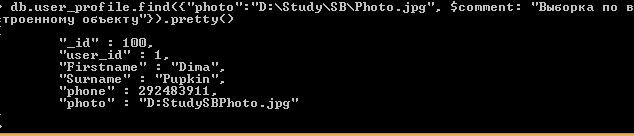 > db.user_profile.find({"photo":"D:\Study\SB\Photo.jpg", $comment: "Выборка по в
строенному объекту"}).pretty()
{
"_id" : 100,
"user_id" : 1,
"Firstname" : "Dima",
"Surname" : "Pupkin",
"phone" : 292483911,
"photo" : "D:StudySBPhoto.jpg"
}